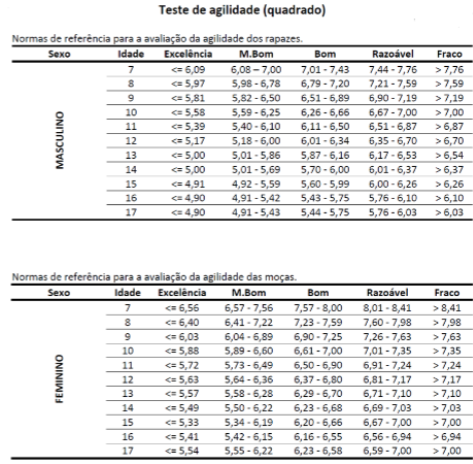 Teste de agilidade (quadrado)
Normas de referência para a avaliação da agilidade dos rapazes.
Sexo Idade Excelência M.Bom Bom Razoável Fraco
MASCULINO
7 <= 6,09 6,08 – 7,00 7,01 - 7,43 7,44 - 7,76 > 7,76
8 <= 5,97 5,98 - 6,78 6,79 - 7,20 7,21 - 7,59 > 7,59
9 <= 5,81 5,82 - 6,50 6,51 - 6,89 6,90 - 7,19 > 7,19
10 <= 5,58 5,59 - 6,25 6,26 - 6,66 6,67 - 7,00 > 7,00
11 <= 5,39 5,40 - 6,10 6,11 - 6,50 6,51 - 6,87 > 6,87
12 <= 5,17 5,18 - 6,00 6,01 - 6,34 6,35 - 6,70 > 6,70
13 <= 5,00 5,01 - 5,86 5,87 - 6,16 6,17 - 6,53 > 6,54
14 <= 5,00 5,01 - 5,69 5,70 - 6,00 6,01 - 6,37 > 6,37
15 <= 4,91 4,92 - 5,59 5,60 - 5,99 6,00 - 6,26 > 6,26
16 <= 4,90 4,91 - 5,42 5,43 - 5,75 5,76 - 6,10 > 6,10
17 <= 4,90 4,91 - 5,43 5,44 - 5,75 5,76 - 6,03 > 6,03
Normas de referência para a avaliação da agilidade das moças.
Sexo Idade Excelência M.Bom Bom Razoável Fraco
FEMININO
7 <= 6,56 6,57 - 7,56 7,57 - 8,00 8,01 - 8,41 > 8,41
8 <= 6,40 6,41 - 7,22 7,23 - 7,59 7,60 - 7,98 > 7,98
9 <= 6,03 6,04 - 6,89 6,90 - 7,25 7,26 - 7,63 > 7,63
10 <= 5,88 5,89 - 6,60 6,61 - 7,00 7,01 - 7,35 > 7,35
11 <= 5,72 5,73 - 6,49 6,50 - 6,90 6,91 - 7,24 > 7,24
12 <= 5,63 5,64 - 6,36 6,37 - 6,80 6,81 - 7,17 > 7,17
13 <= 5,57 5,58 - 6,28 6,29 - 6,70 6,71 - 7,10 > 7,10
14 <= 5,49 5,50 - 6,22 6,23 - 6,68 6,69 - 7,03 > 7,03
15 <= 5,33 5,34 - 6,19 6,20 - 6,66 6,67 - 7,00 > 7,00
16 <= 5,41 5,42 - 6,15 6,16 - 6,55 6,56 - 6,94 > 6,94
17 <= 5,54 5,55 - 6,22 6,23 - 6,58 6,59 - 7,00 > 7,00